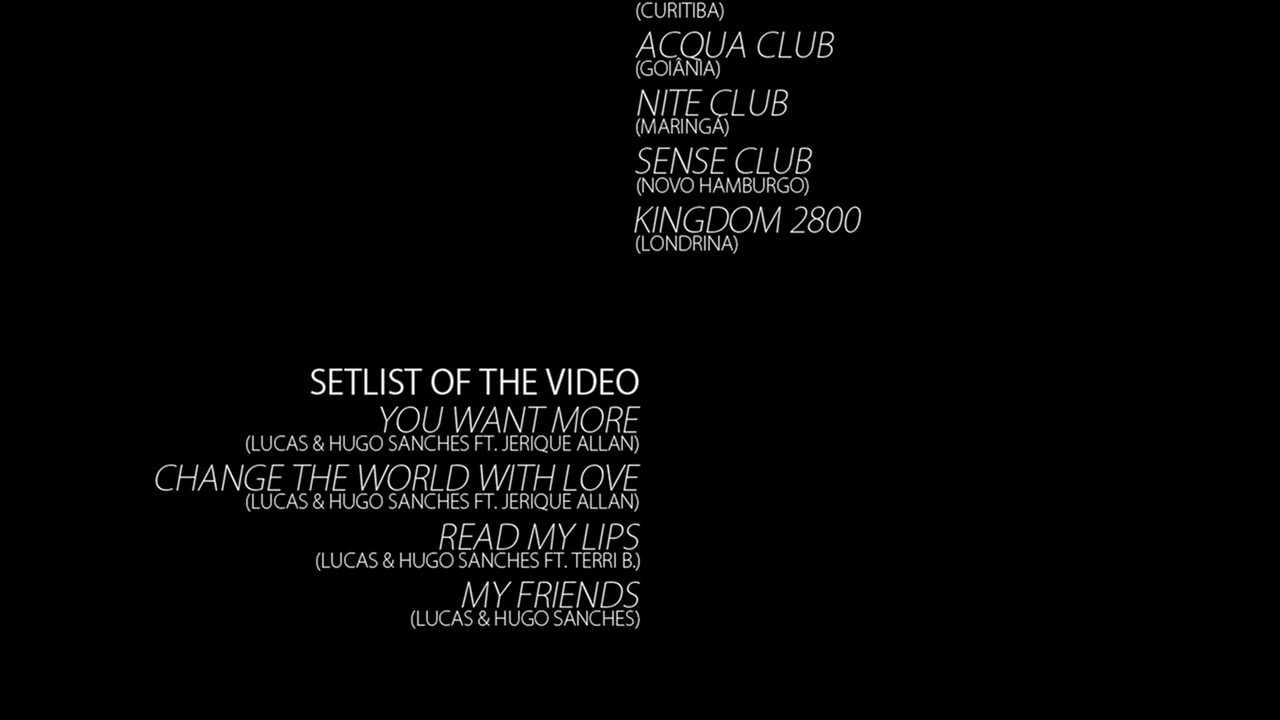 (CURITIBA)
ACQUA CLUB
(GOIÂNIA)
NITE CLUB
(MARINGÁ)
SENSE CLUB
(NOVO HAMBURGO)
KINGDOM 2800
(LONDRINA)
SETLIST OF THE VIDEO
YOU WANT MORE
(LUCAS & HUGO SANCHES FT. JERIQUE ALLAN)
CHANGE THE WORLD WITH LOVE
(LUCAS & HUGO SANCHES FT. JERIQUE ALLAN)
READ MY LIPS
(LUCAS & HUGO SANCHES FT. TERRI B.)
MY FRIENDS
(LUCAS & HUGO SANCHES)